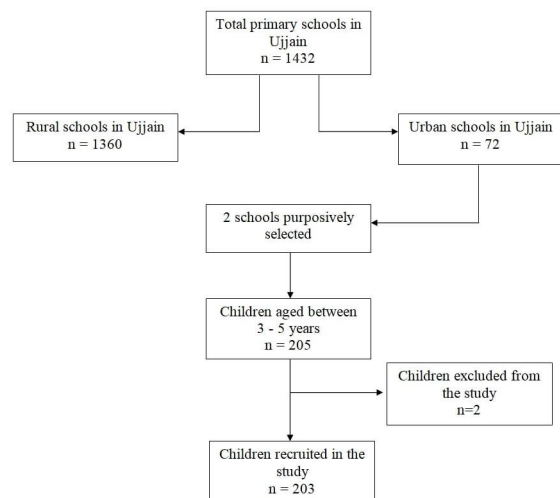 Total primary schools in
Ujjain
n = 1432
Rural schools in Ujjain
n = 1360
Urban schools in Ujjain
n = 72
2 schools purposively
selected
Children aged between
3 - 5 years
n = 205
Children excluded from
the study
n=2
Children recruited in the
study
n = 203